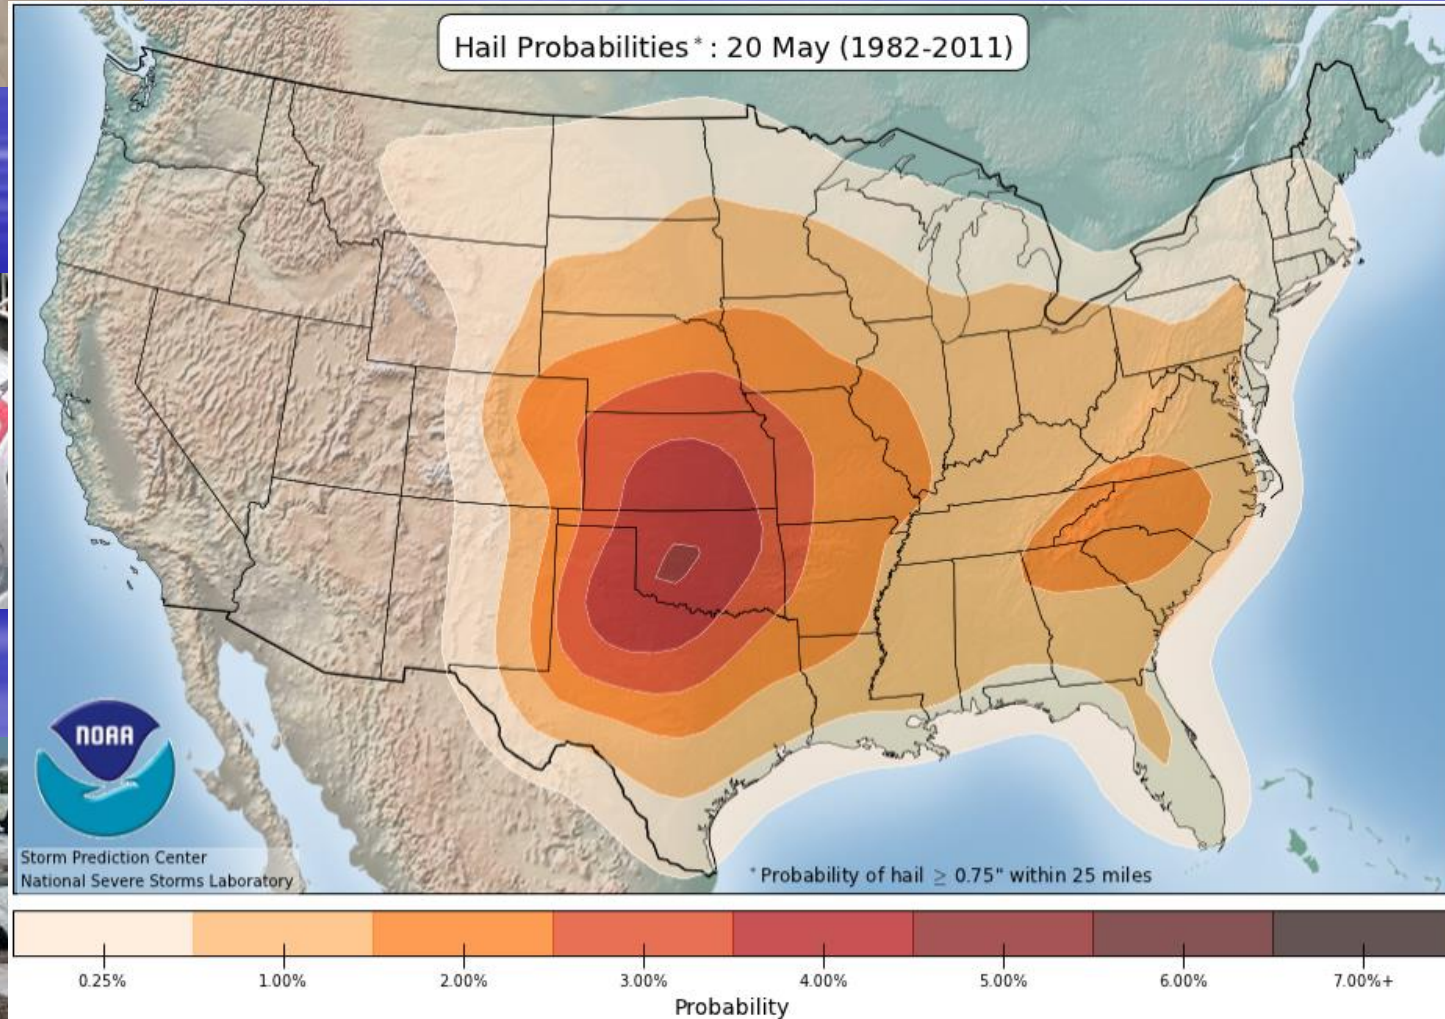 Hail Probabilities*: 20 May (1982-2011)
NOAA
Storm Prediction Center
National Severe Storms Laboratory
*Probability of hail ≥ 0.75" within 25 miles
0.25% 1.00% 2.00% 3.00% 4.00% 5.00% 6.00% 7.00%+
Probability